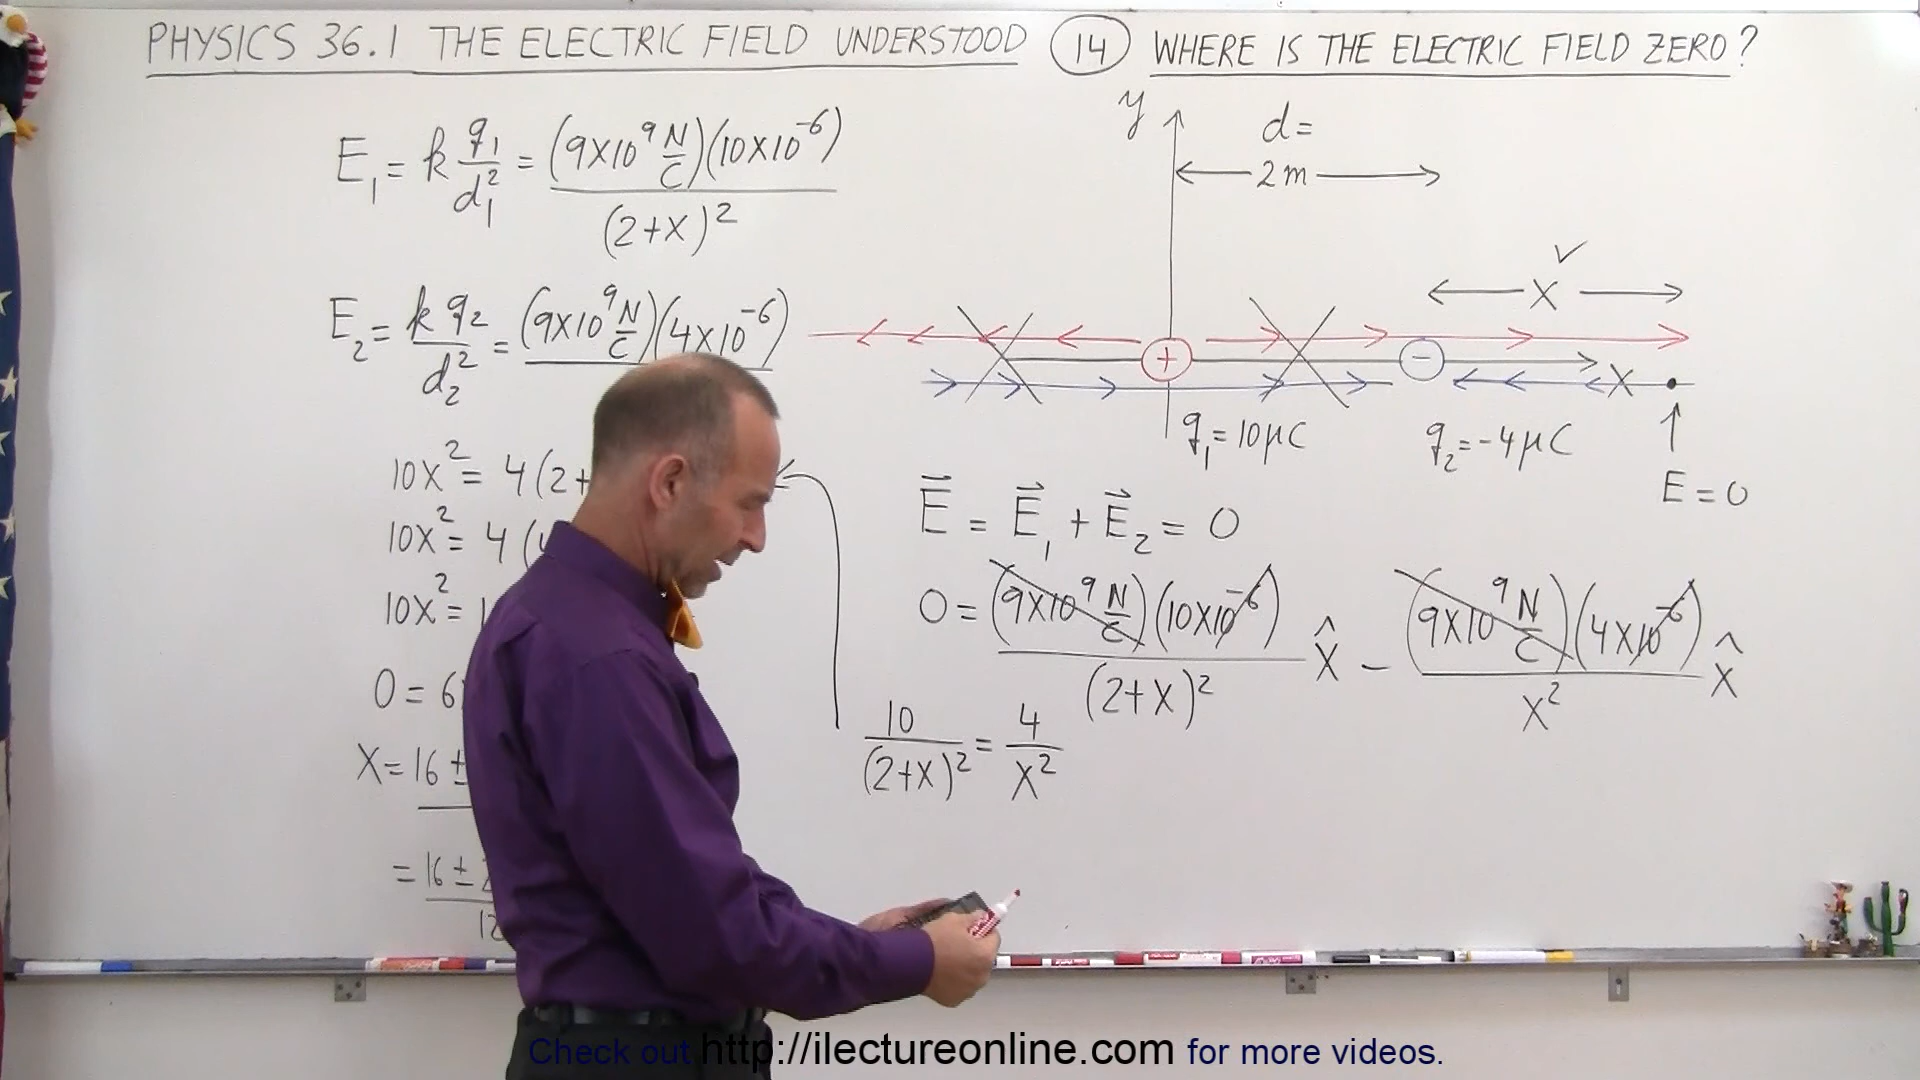 PHYSICS 36.1 THE ELECTRIC FIELD UNDERSTOOD (14) WHERE IS THE ELECTRIC FIELD ZERO?
E₁ = k q₁/d₁² = (9X10⁹ N/C)(10X10⁻⁶)/(2+X)²
E₂ = k q₂/d₂² = (9X10⁹ N/C)(4X10⁻⁶)
10X² = 4(2+
10X² = 4(
10X² = 1
0 = 6
X = 16 ±
= 16 ±
12
y
d =
2m
X ✓
+
−
X
q₁ = 10μC
q₂ = -4μC
E = 0
E⃗ = E⃗₁ + E⃗₂ = 0
0 = (9X10⁹ N/C)(10X10⁻⁶)/(2+X)² X̂ − (9X10⁹ N/C)(4X10⁻⁶)/X² X̂
10/(2+X)² = 4/X²
Check out http://ilectureonline.com for more videos.